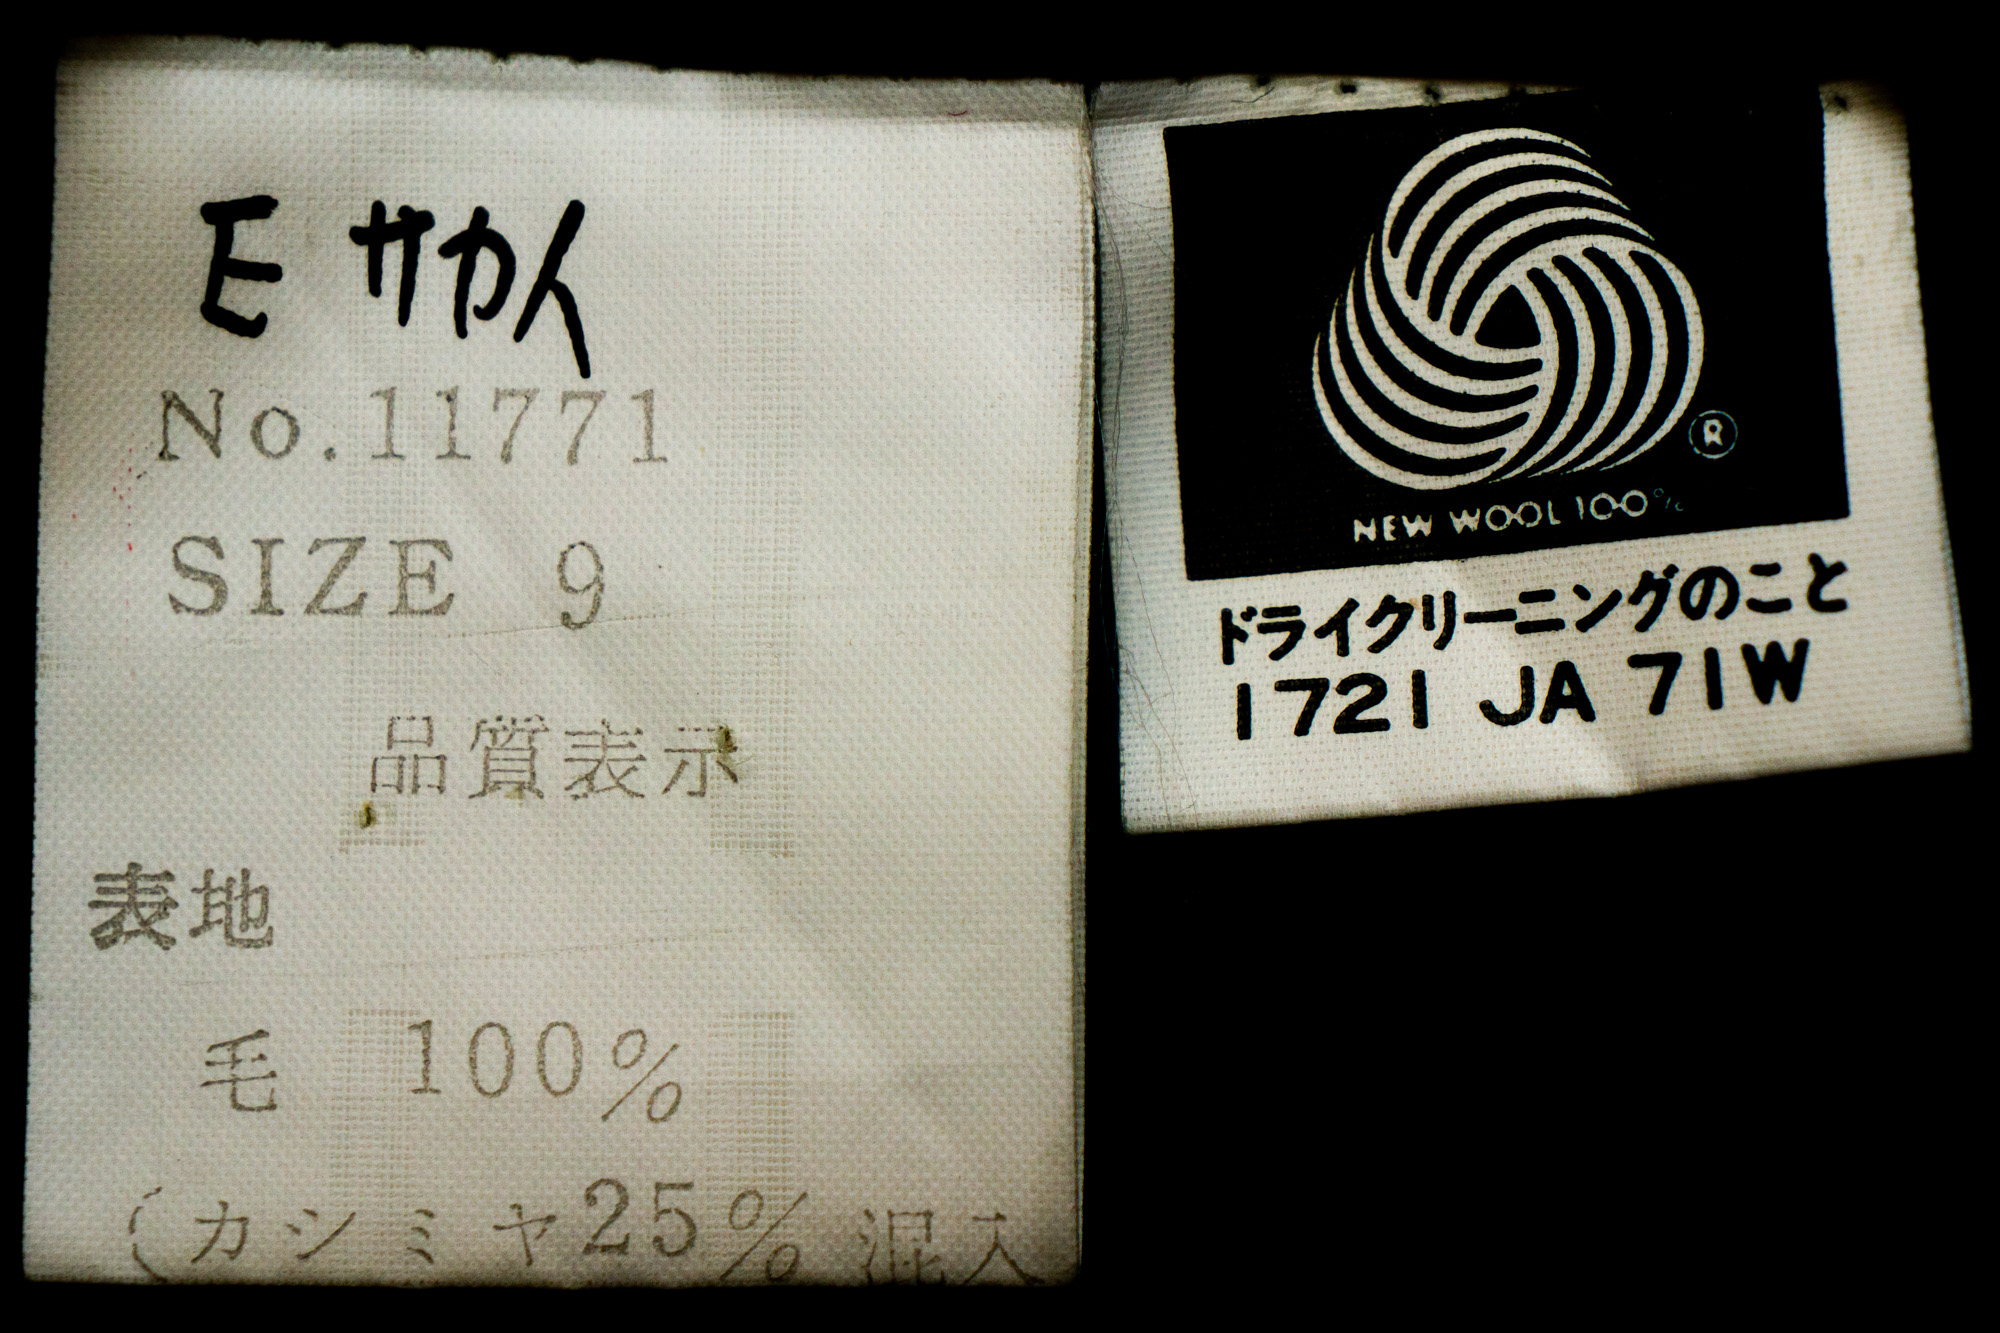 E サカん
No.11771
SIZE 9
品質表示
表地
毛 100%
(カシミヤ25%混入
®
NEW WOOL 100%
ドライクリーニングのこと
1721 JA 71W